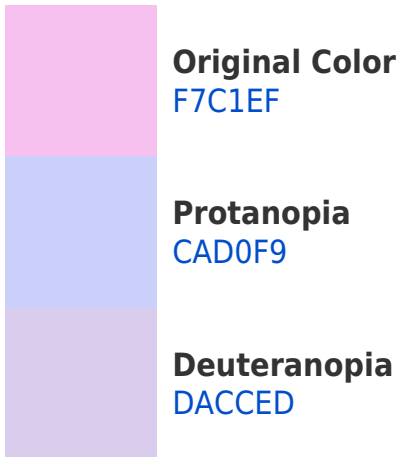 Original Color
F7C1EF
Protanopia
CAD0F9
Deuteranopia
DACCED